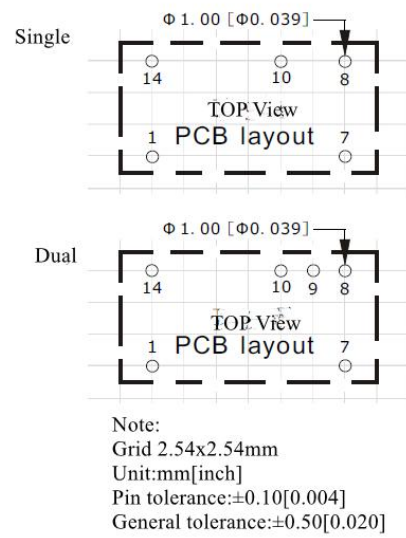 Φ1.00 [Φ0.039]
Single
14 10 8
TOP View
1 PCB layout 7
Φ1.00 [Φ0.039]
Dual
14 10 9 8
TOP View
1 PCB layout 7
Note:
Grid 2.54x2.54mm
Unit:mm[inch]
Pin tolerance:±0.10[0.004]
General tolerance:±0.50[0.020]